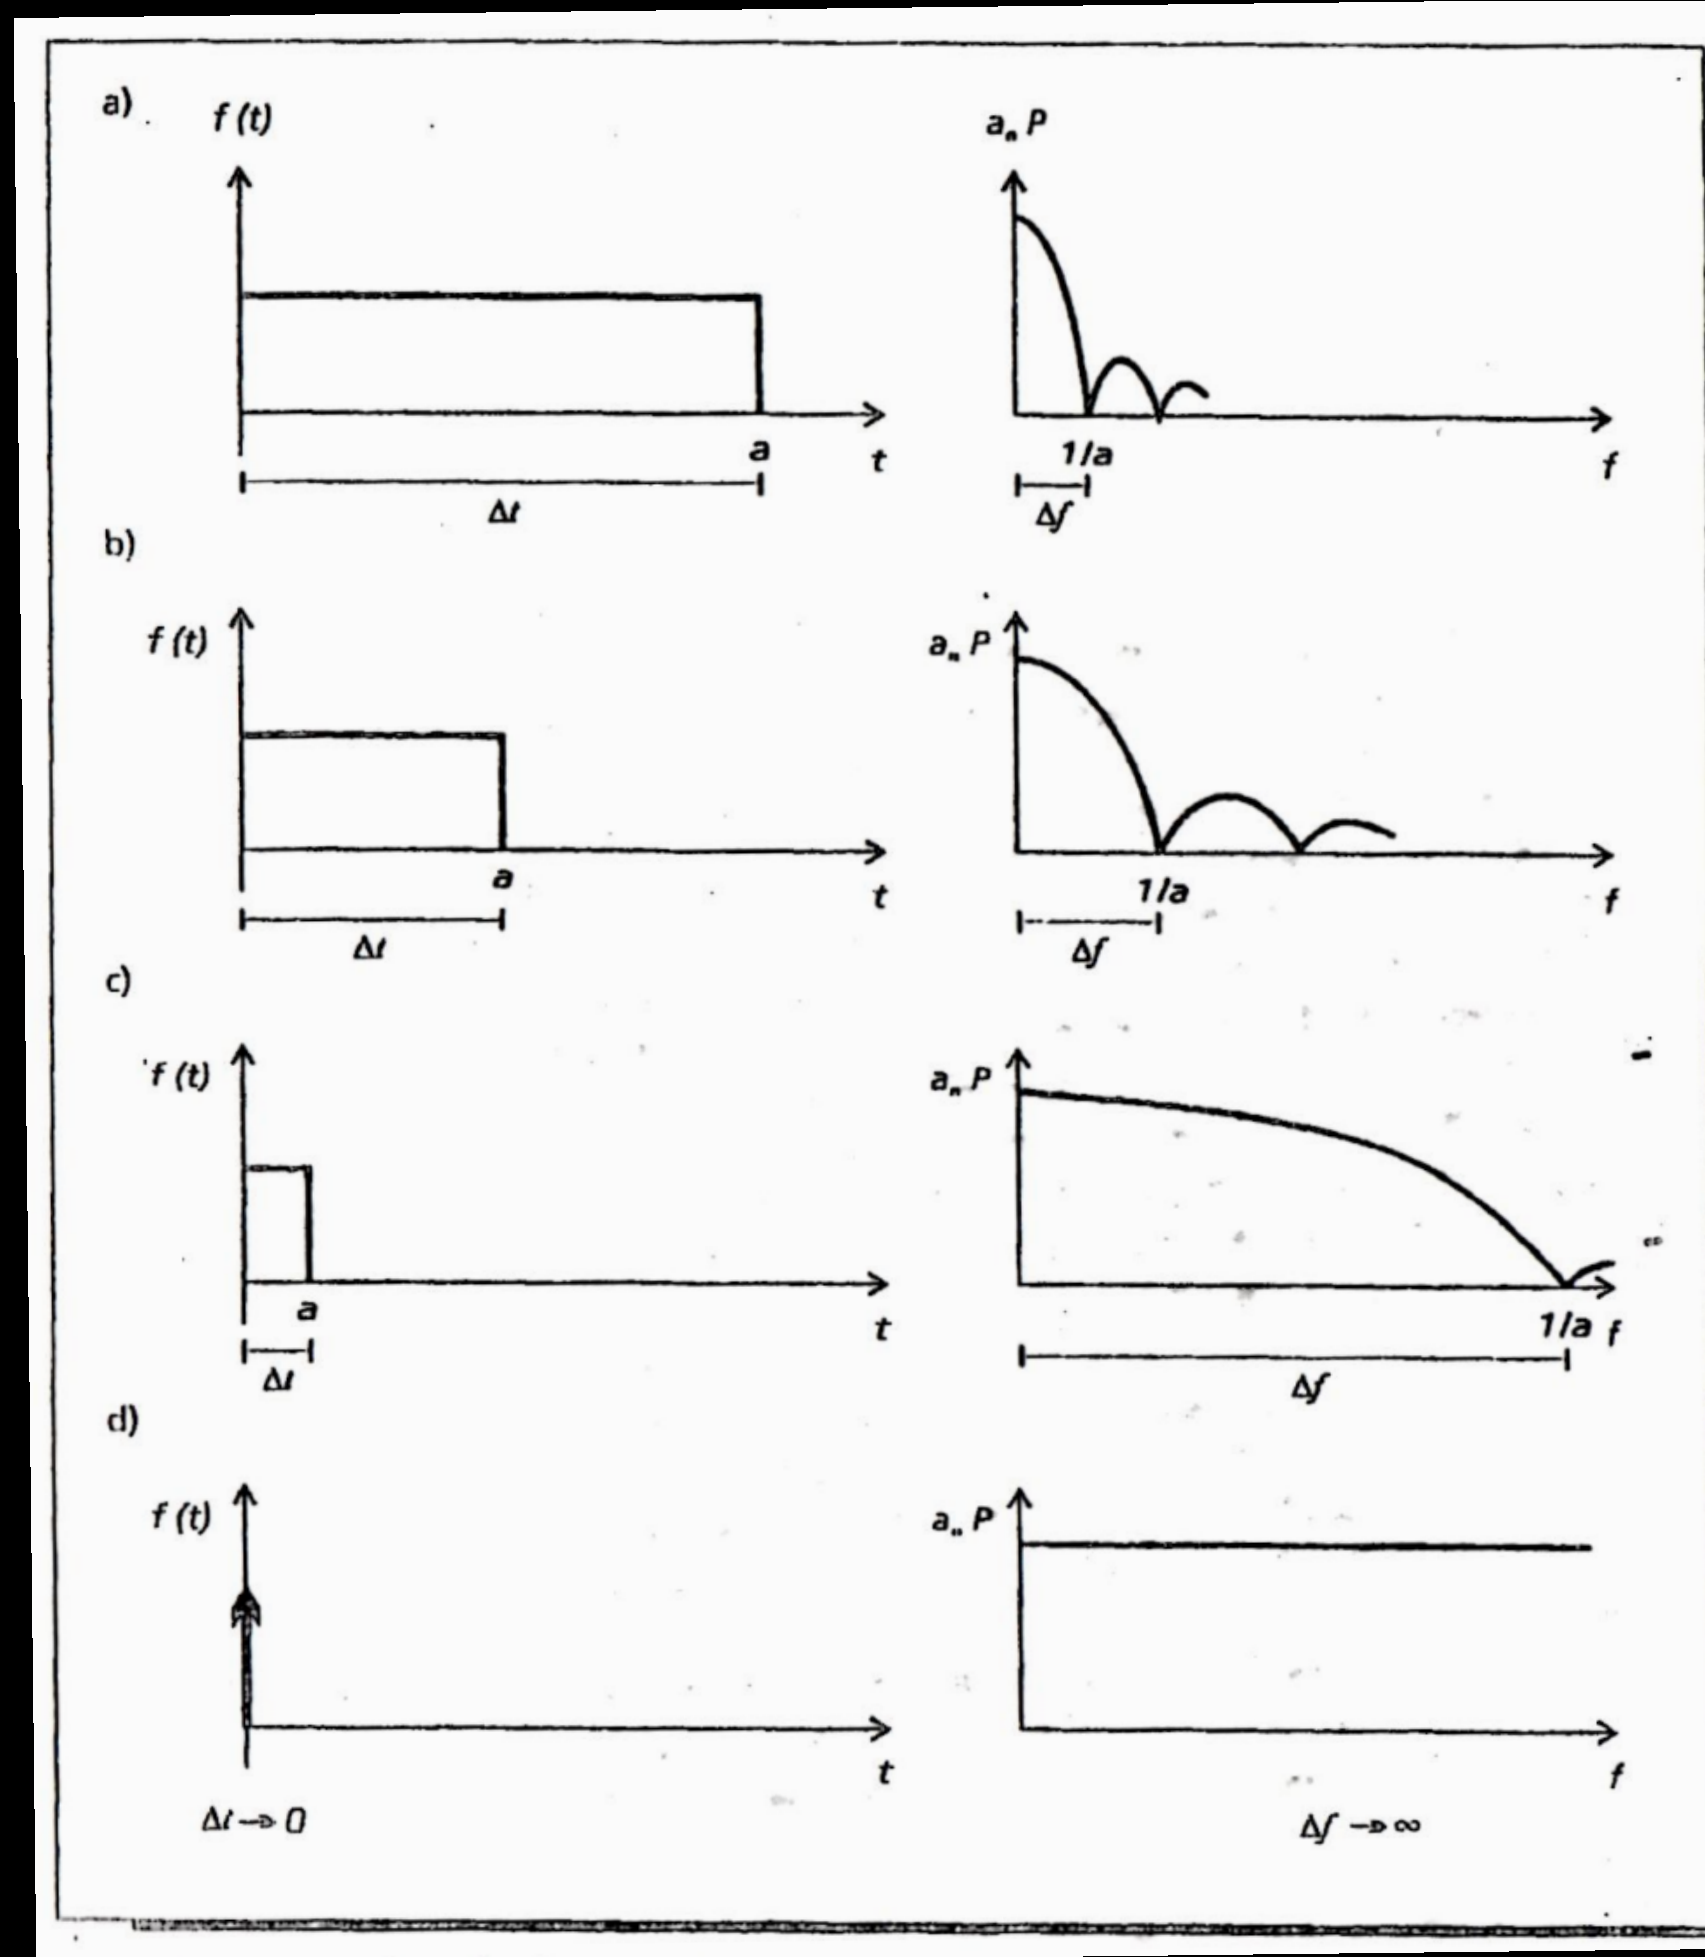 a)
f (t)
aₙ P
a
t
1/a
f
Δt
Δf
b)
f (t)
aₙ P
a
t
1/a
f
Δt
Δf
c)
f (t)
aₙ P
a
t
1/a f
Δt
Δf
d)
f (t)
aₙ P
t
f
Δt → 0
Δf → ∞